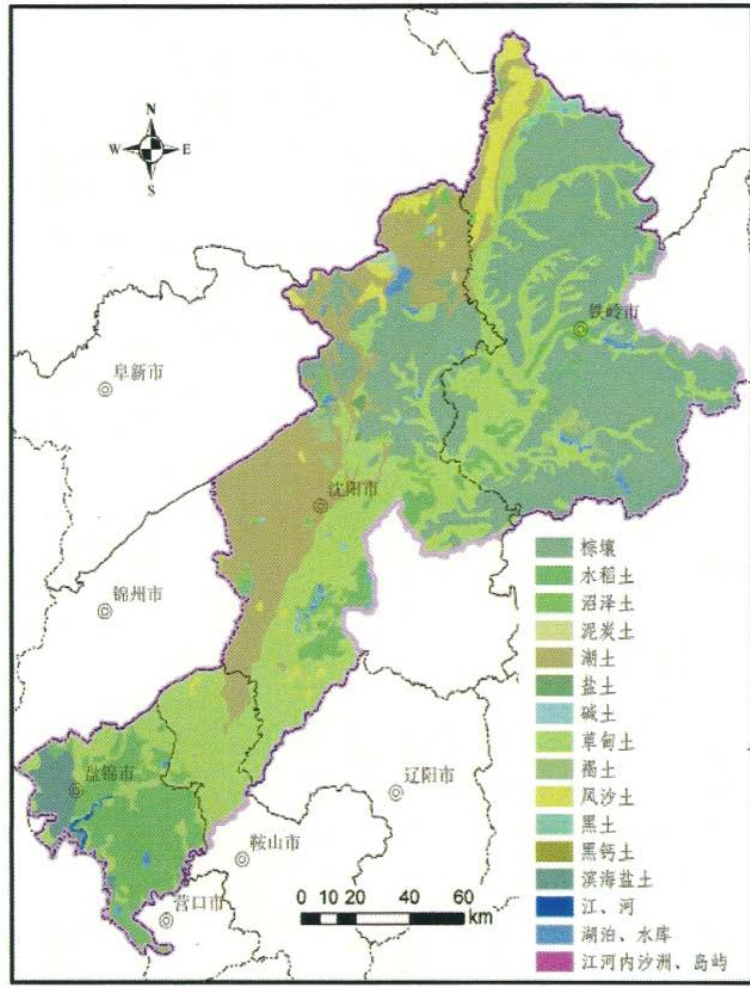 N
W E
S
铁岭市
阜新市
沈阳市
锦州市
盘锦市
辽阳市
鞍山市
营口市
0 10 20 40 60
km
棕壤
水稻土
沼泽土
泥炭土
湖土
盐土
碱土
草甸土
褐土
风沙土
黑土
黑钙土
滨海盐土
江、河
湖泊、水库
江河内沙洲、岛屿